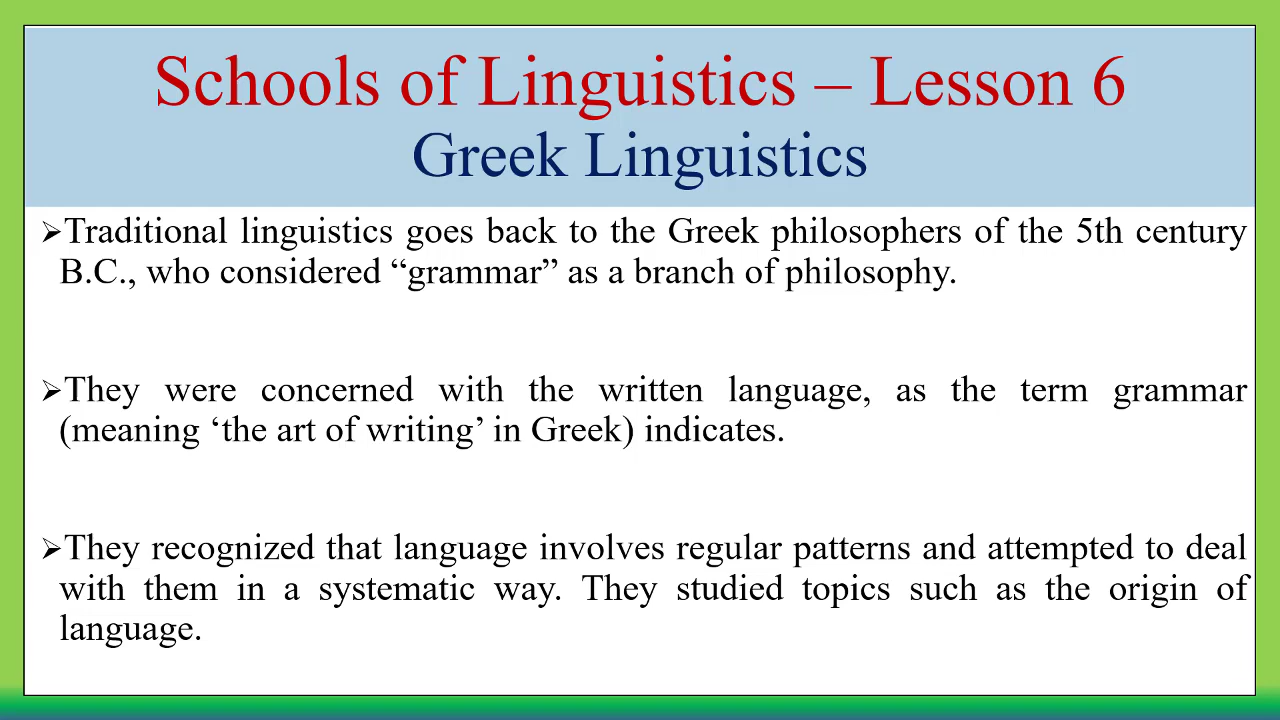 Schools of Linguistics – Lesson 6
Greek Linguistics
➢Traditional linguistics goes back to the Greek philosophers of the 5th century
B.C., who considered “grammar” as a branch of philosophy.
➢They were concerned with the written language, as the term grammar
(meaning ‘the art of writing’ in Greek) indicates.
➢They recognized that language involves regular patterns and attempted to deal
with them in a systematic way. They studied topics such as the origin of
language.